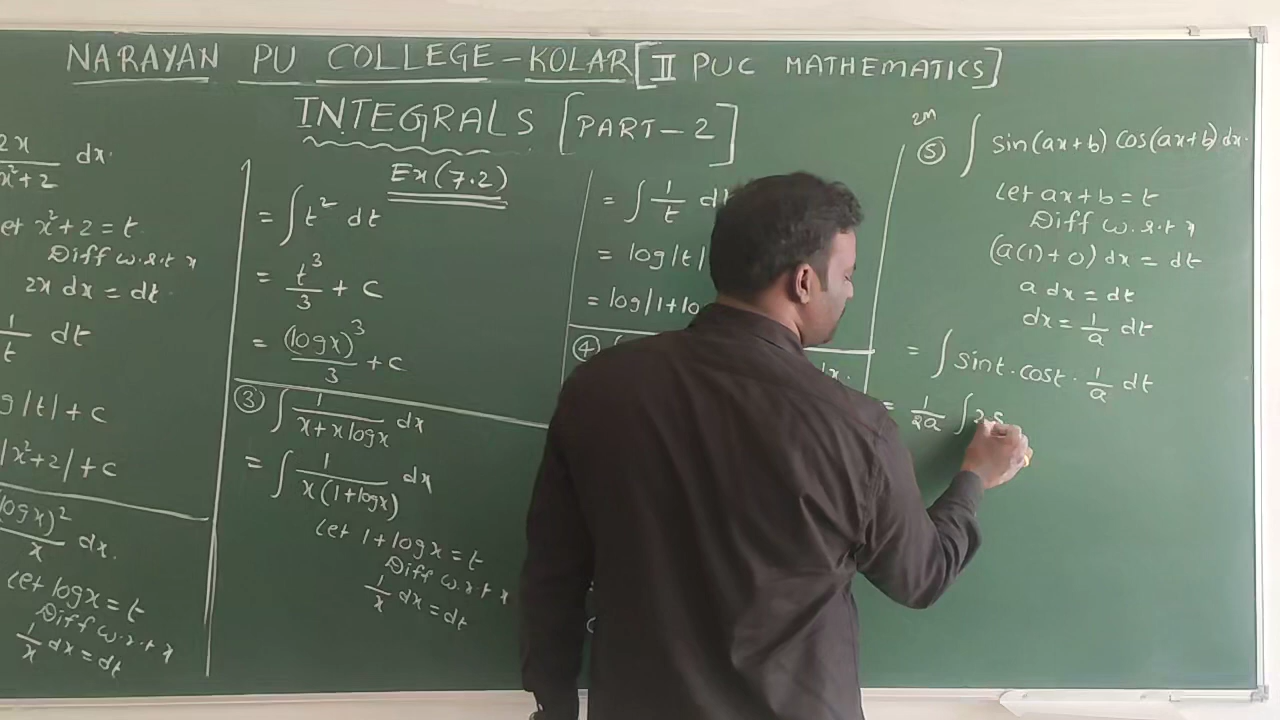 NARAYAN PU COLLEGE - KOLAR [II PUC MATHEMATICS]
INTEGRALS [PART-2]
2x/x²+2 dx.
Let x²+2 = t
Diff w.r.t x
2x dx = dt
1/t dt
g|t| + c
|x²+2| + c
(log x)²/x dx.
Let log x = t
Diff w.r.t x
1/x dx = dt
Ex (7.2)
= ∫ t² dt
= t³/3 + c
= (log x)³/3 + c
③ ∫ 1/x + x log x dx
= ∫ 1/x(1 + log x) dx
Let 1 + log x = t
Diff w.r.t x
1/x dx = dt
= ∫ 1/t d
= log|t|
= log|1+lo
④
dx.
2M
⑤ ∫ sin(ax+b) cos(ax+b) dx.
Let ax+b = t
Diff w.r.t x
(a(1)+0) dx = dt
a dx = dt
dx = 1/a dt
= ∫ sint · cost · 1/a dt
= 1/2a ∫ 2s